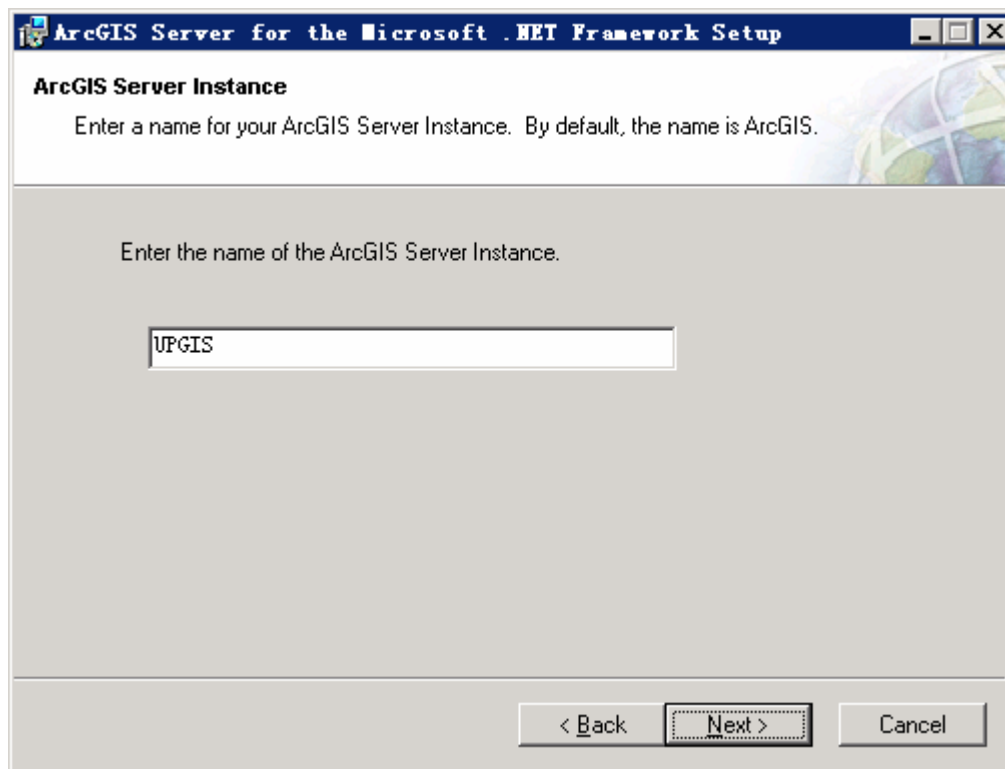 ArcGIS Server for the Microsoft .NET Framework Setup
ArcGIS Server Instance
Enter a name for your ArcGIS Server Instance. By default, the name is ArcGIS.
Enter the name of the ArcGIS Server Instance.
UPGIS
< Back Next > Cancel